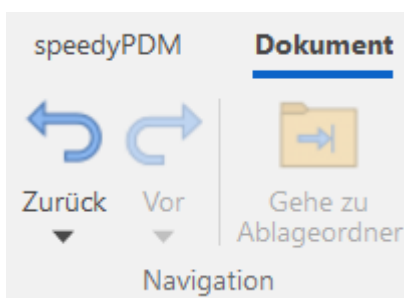 speedyPDM Dokument
Zurück Vor Gehe zu
Ablageordner
Navigation